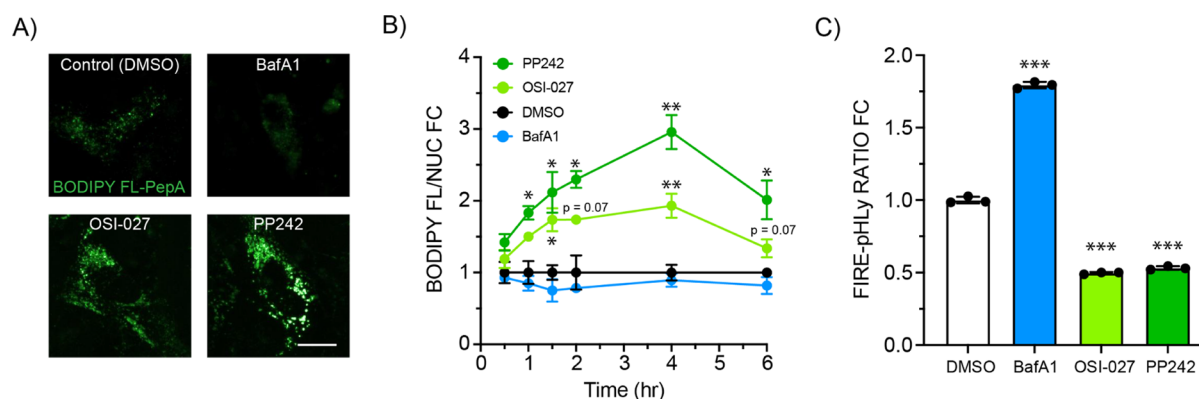 A)
Control (DMSO)
BafA1
BODIPY FL-PepA
OSI-027
PP242
B)
BODIPY FL/NUC FC
4
3
2
1
0
PP242
OSI-027
DMSO
BafA1
*
*
*
**
*
p = 0.07
**
p = 0.07
*
0 1 2 3 4 5 6
Time (hr)
C)
FIRE-pHLy RATIO FC
2.0
1.5
1.0
0.5
0.0
***
***
***
DMSO BafA1 OSI-027 PP242